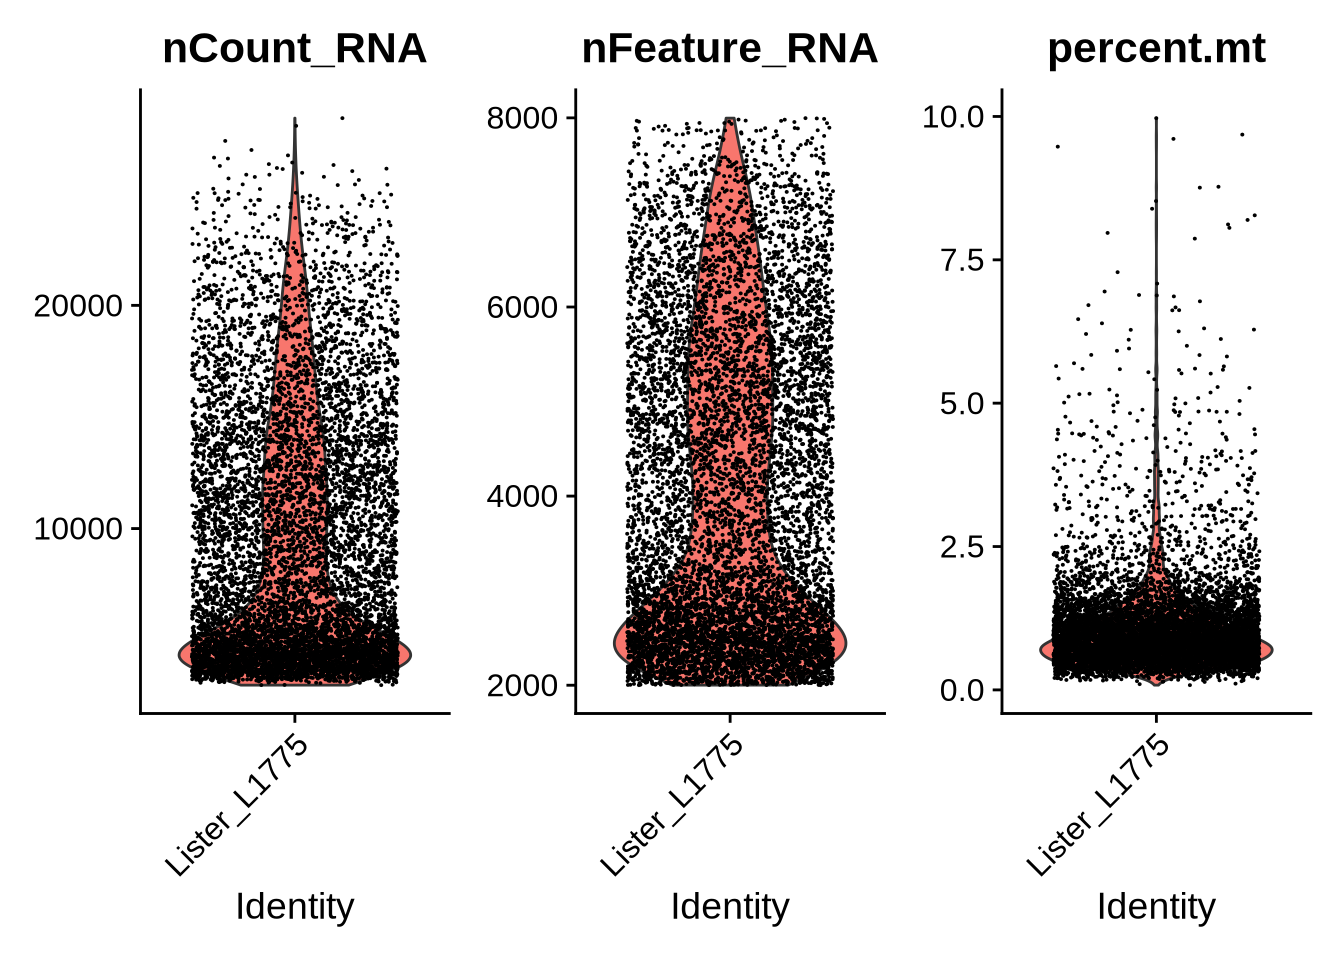 nCount_RNA
20000
10000
Lister_L1775
Identity
nFeature_RNA
8000
6000
4000
2000
Lister_L1775
Identity
percent.mt
10.0
7.5
5.0
2.5
0.0
Lister_L1775
Identity